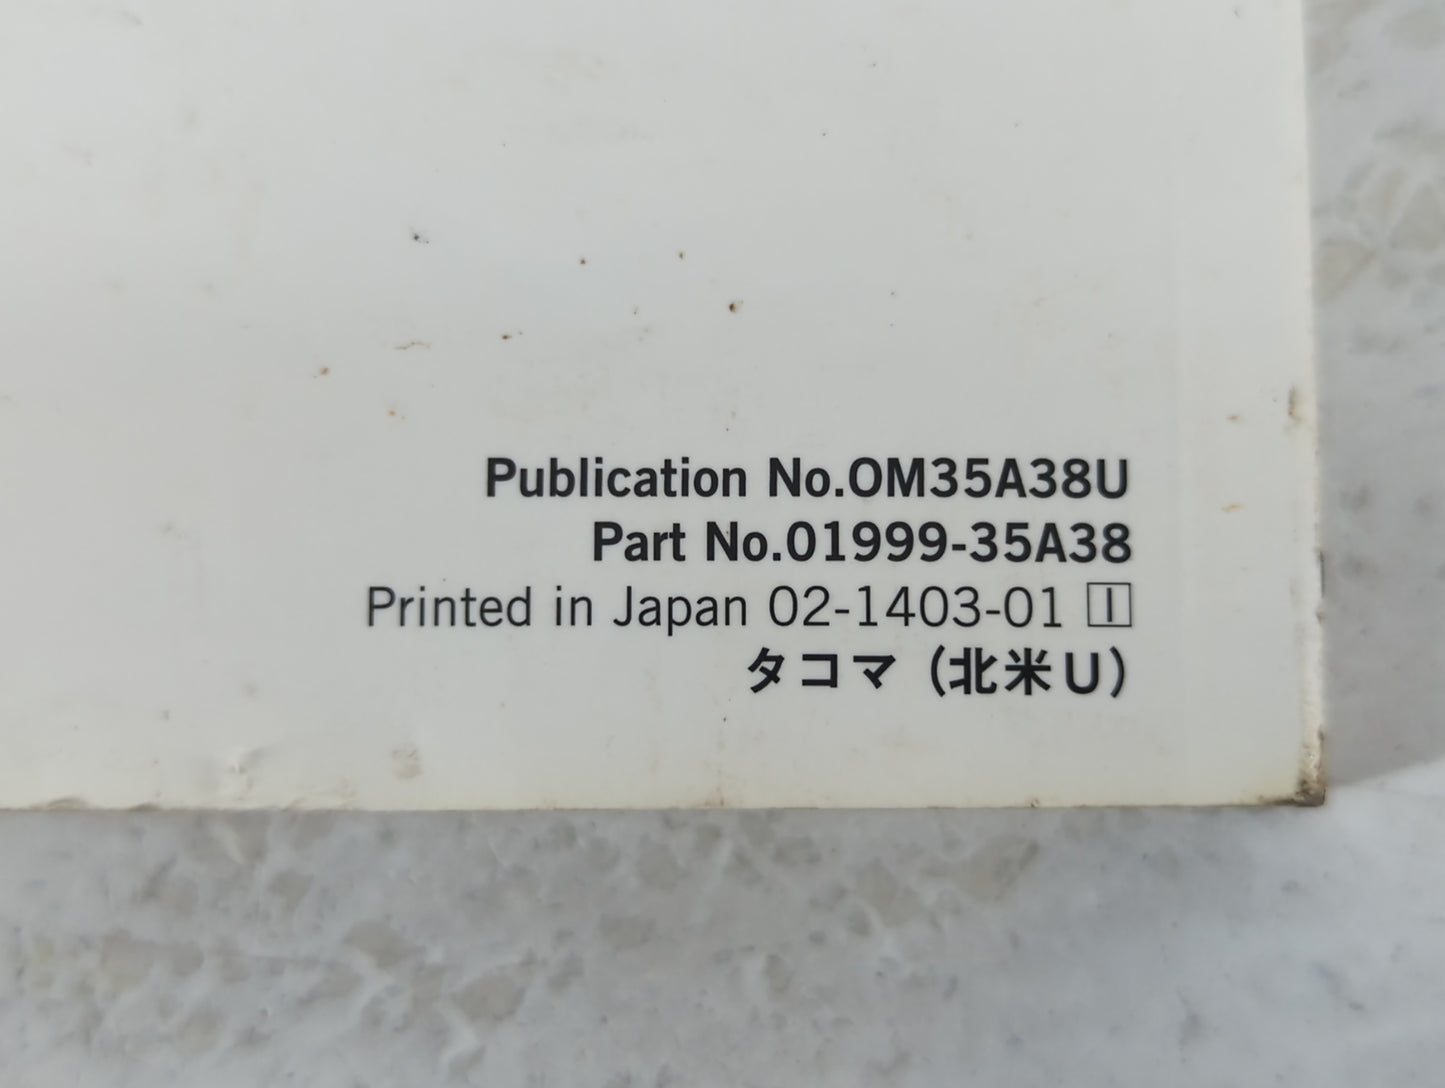 Publication No.OM35A38U
Part No.01999-35A38
Printed in Japan 02-1403-01 I
タコマ（北米U）